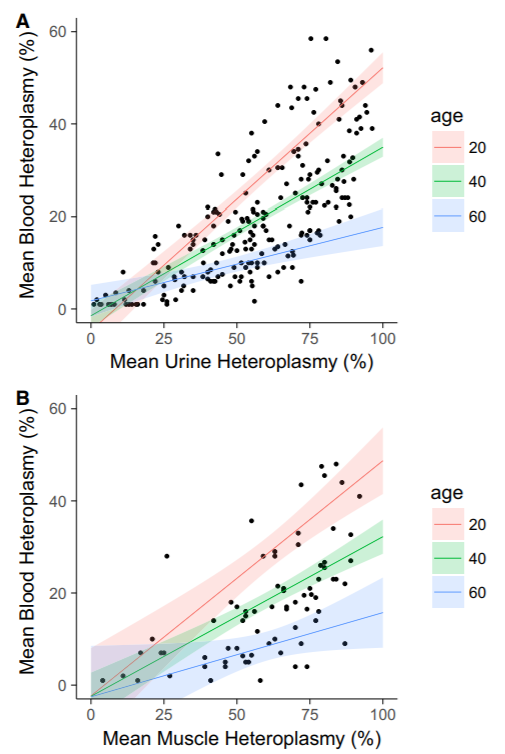 A
Mean Blood Heteroplasmy (%)
60
40
20
0
0 25 50 75 100
Mean Urine Heteroplasmy (%)
age
20
40
60
B
Mean Blood Heteroplasmy (%)
60
40
20
0
0 25 50 75 100
Mean Muscle Heteroplasmy (%)
age
20
40
60